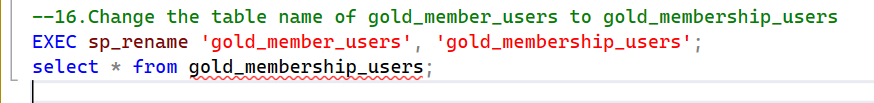 --16.Change the table name of gold_member_users to gold_membership_users
EXEC sp_rename 'gold_member_users', 'gold_membership_users';
select * from gold_membership_users;